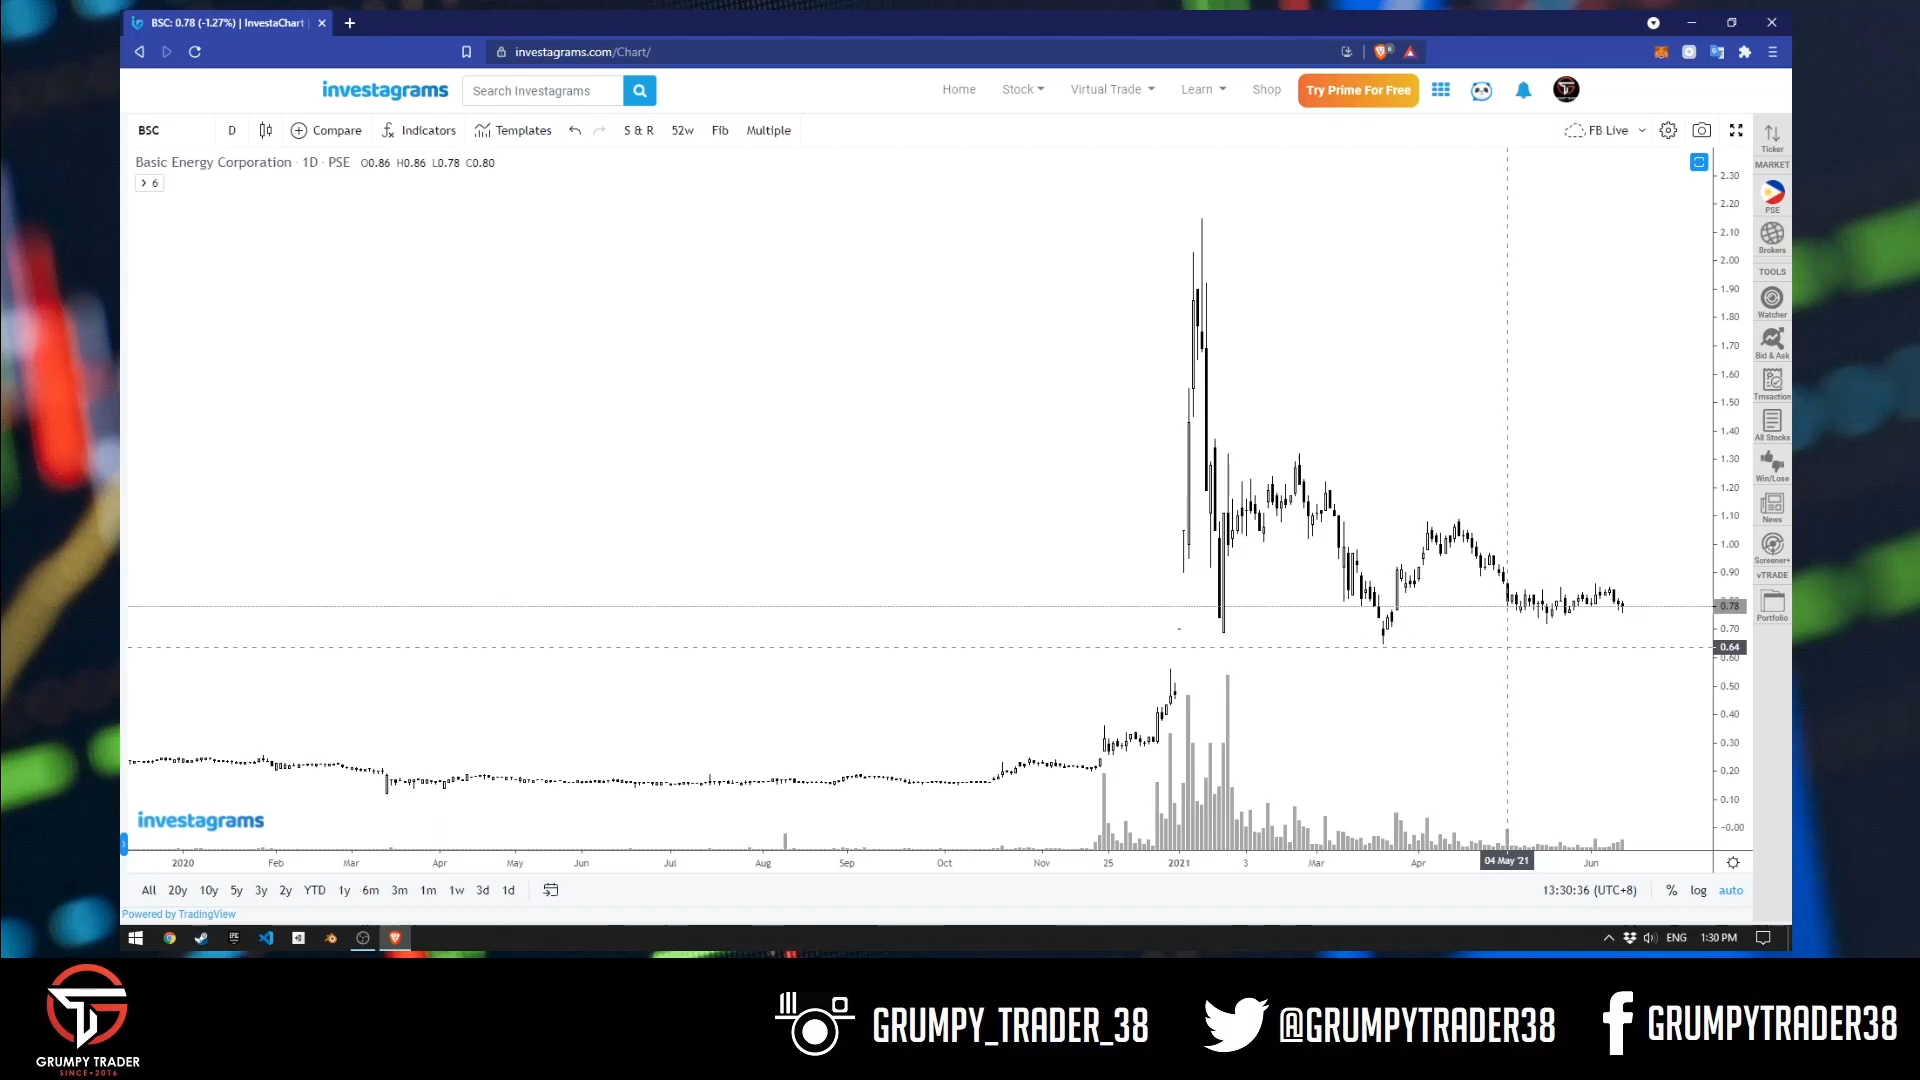 BSC: 0.78 (-1.27%) | InvestaChart
investagrams.com/Chart/
investagrams
Search Investagrams
Home
Stock
Virtual Trade
Learn
Shop
Try Prime For Free
BSC
D
Compare
Indicators
Templates
S & R
52w
Fib
Multiple
FB Live
Basic Energy Corporation · 1D · PSE O0.86 H0.86 L0.78 C0.80
6
2.30
2.20
2.10
2.00
1.90
1.80
1.70
1.60
1.50
1.40
1.30
1.20
1.10
1.00
0.90
0.78
0.70
0.64
0.60
0.50
0.40
0.30
0.20
0.10
-0.00
Ticker
MARKET
PSE
Brokers
TOOLS
Watcher
Bid & Ask
Trnsaction
All Stocks
Win/Lose
News
Screener+
vTRADE
Portfolio
investagrams
2020 Feb Mar Apr May Jun Jul Aug Sep Oct Nov 25 2021 3 Mar Apr 04 May '21 Jun
All 20y 10y 5y 3y 2y YTD 1y 6m 3m 1m 1w 3d 1d
13:30:36 (UTC+8) % log auto
Powered by TradingView
ENG 1:30 PM
GRUMPY TRADER
SINCE•2016
GRUMPY_TRADER_38
@GRUMPYTRADER38
GRUMPYTRADER38